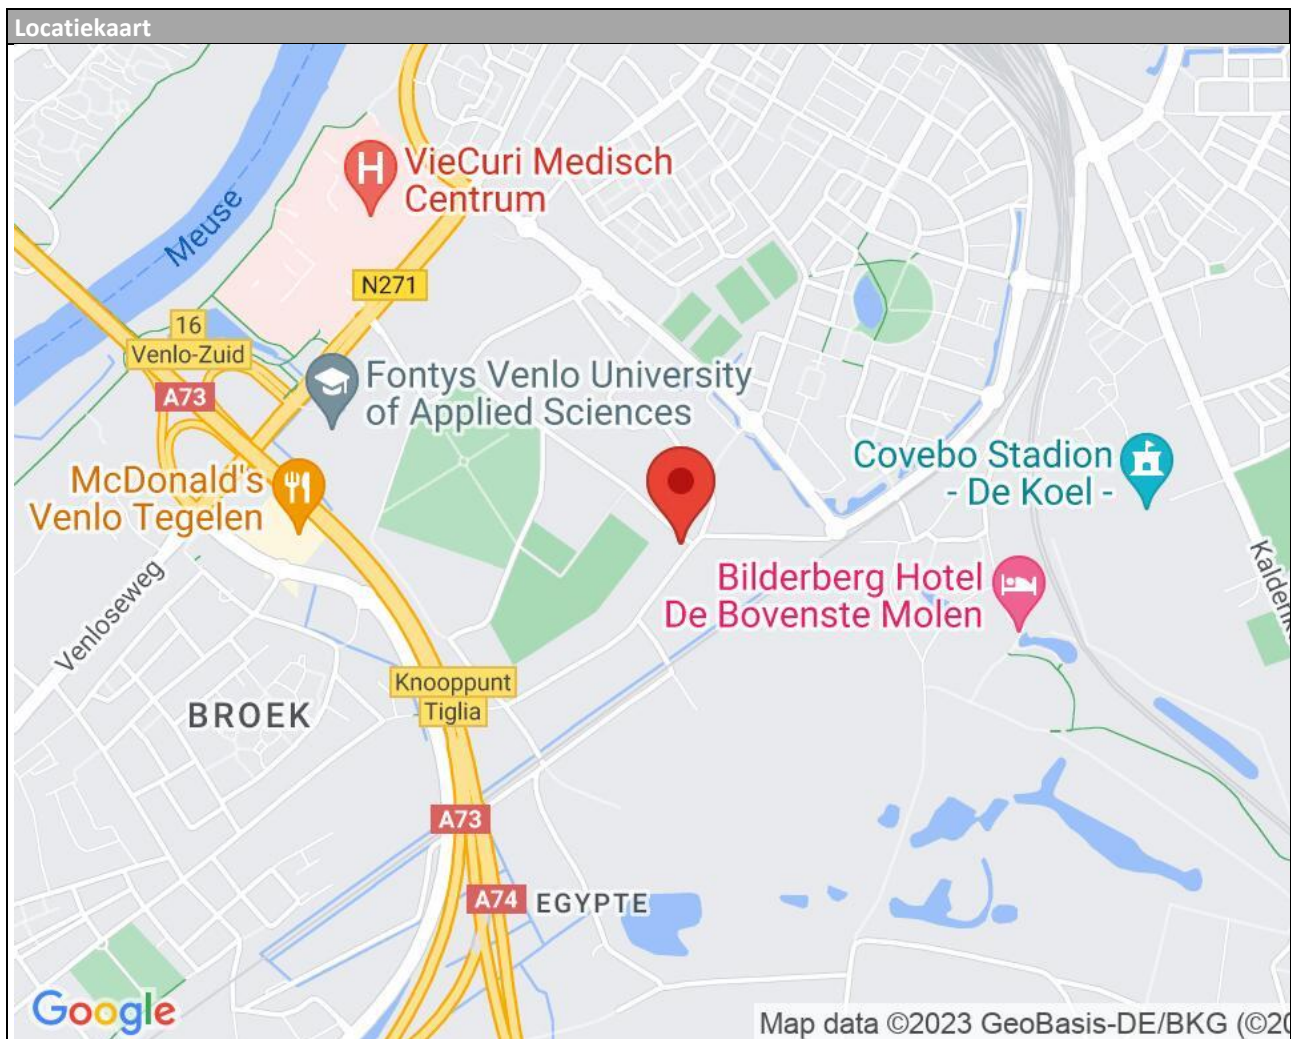 Locatiekaart
VieCuri Medisch
Centrum
Meuse
N271
16
Venlo-Zuid
A73
Fontys Venlo University
of Applied Sciences
McDonald's
Venlo Tegelen
Covebo Stadion
- De Koel -
Bilderberg Hotel
De Bovenste Molen
Venloseweg
Knooppunt
Tiglia
BROEK
A73
A74
EGYPTE
Google
Map data ©2023 GeoBasis-DE/BKG (©20